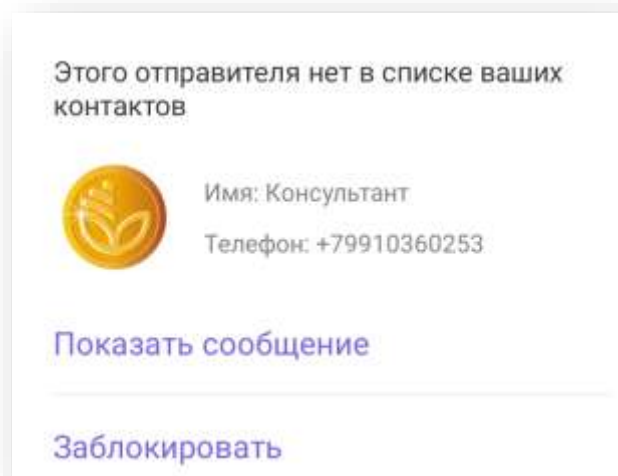 Этого отправителя нет в списке ваших
контактов
Имя: Консультант
Телефон: +79910360253
Показать сообщение
Заблокировать